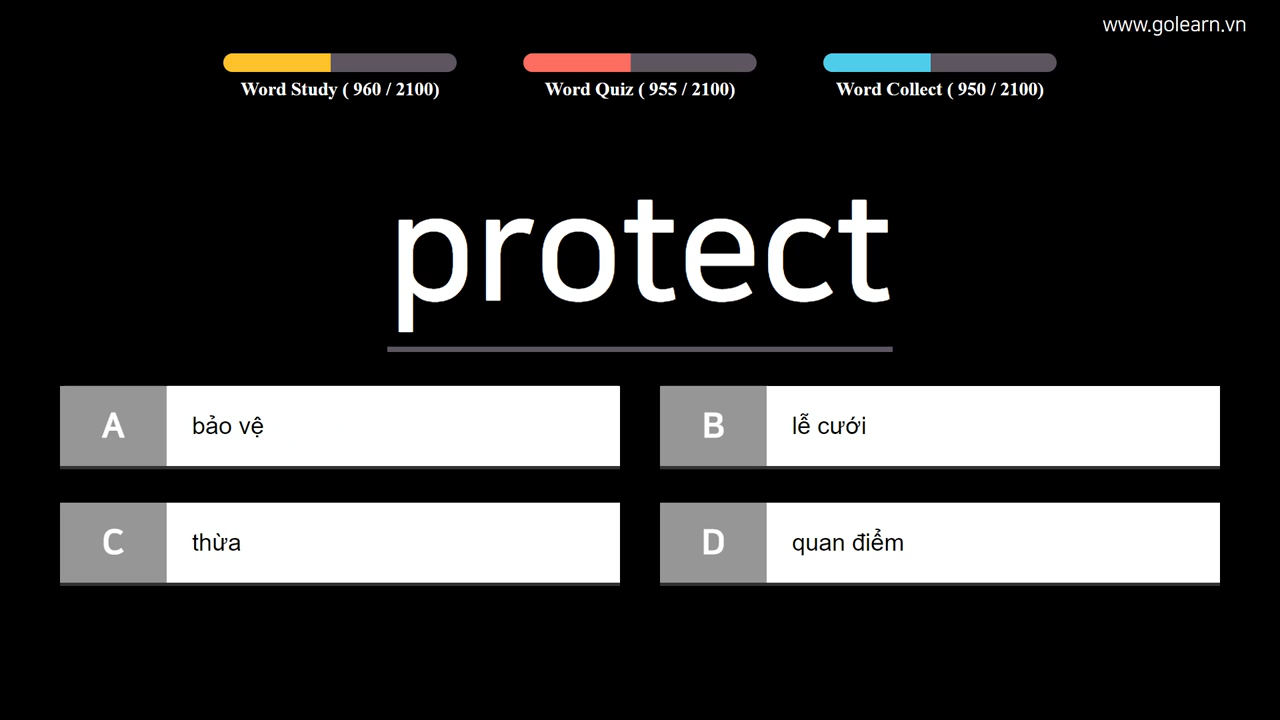 www.golearn.vn
Word Study ( 960 / 2100)
Word Quiz ( 955 / 2100)
Word Collect ( 950 / 2100)
protect
A bảo vệ
B lễ cưới
C thừa
D quan điểm